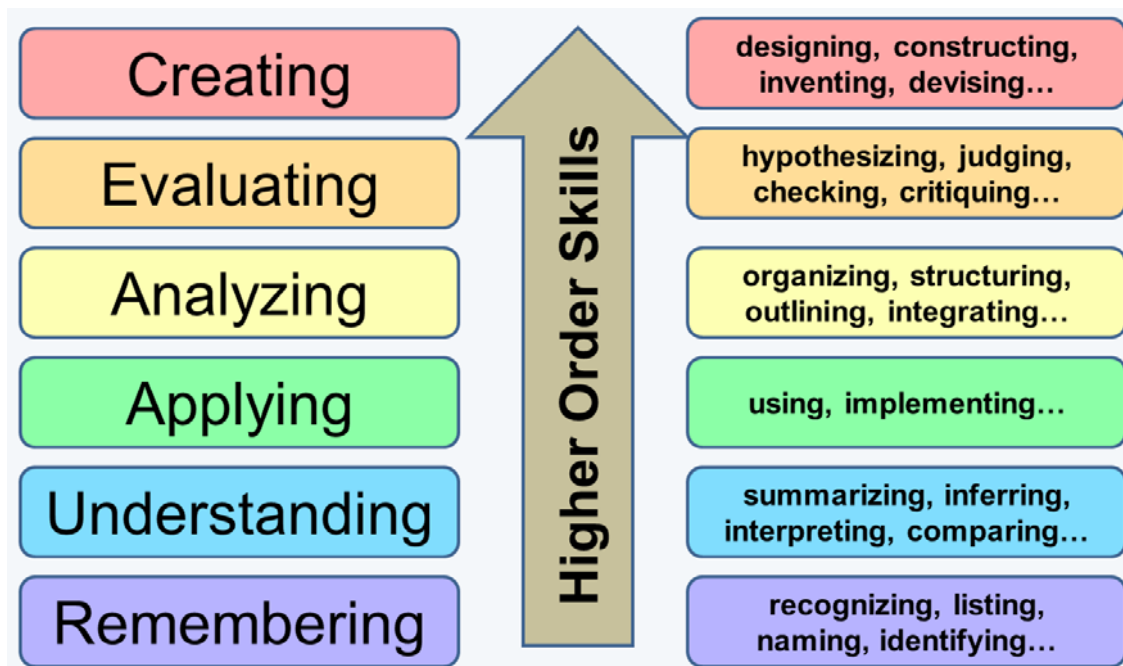 Creating
designing, constructing,
inventing, devising…
Evaluating
hypothesizing, judging,
checking, critiquing…
Analyzing
organizing, structuring,
outlining, integrating…
Applying
using, implementing…
Understanding
summarizing, inferring,
interpreting, comparing…
Remembering
recognizing, listing,
naming, identifying…
Higher Order Skills